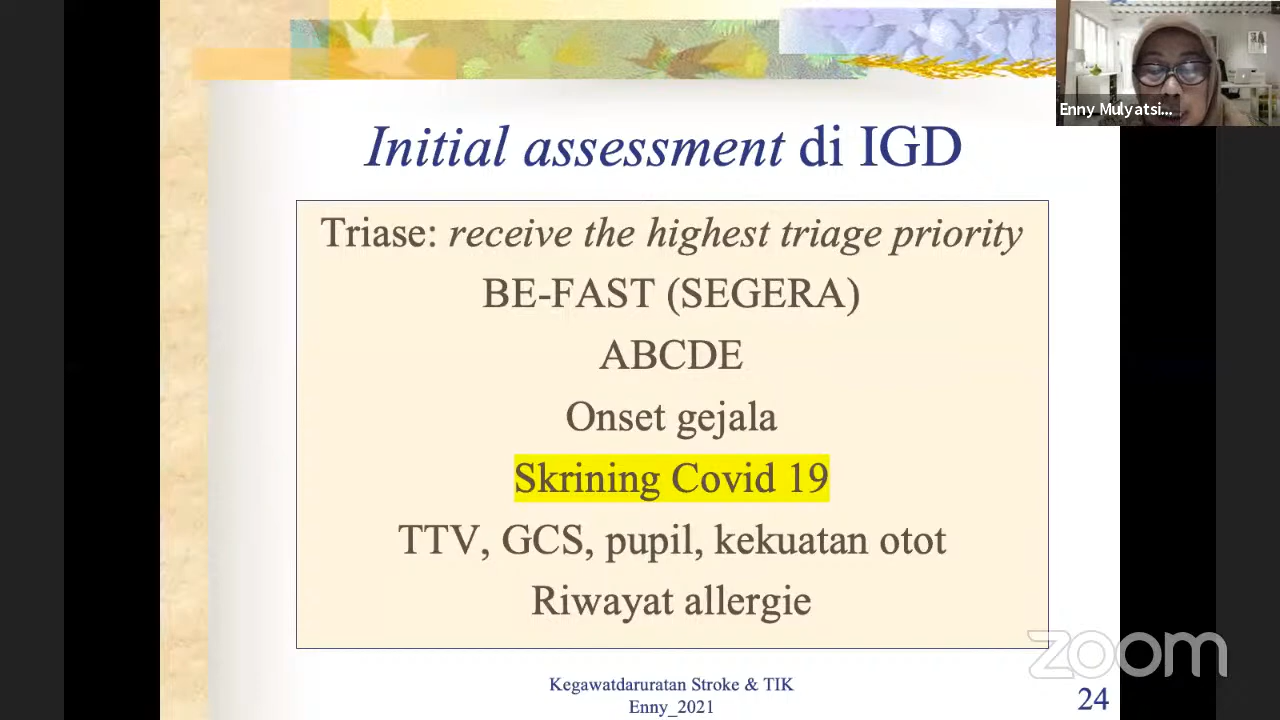 Enny Mulyatsi...
Initial assessment di IGD
Triase: receive the highest triage priority
BE-FAST (SEGERA)
ABCDE
Onset gejala
Skrining Covid 19
TTV, GCS, pupil, kekuatan otot
Riwayat allergie
zoom
Kegawatdaruratan Stroke & TIK
Enny_2021
24